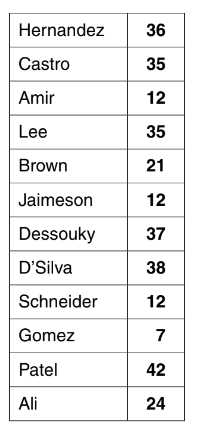 Hernandez 36
Castro 35
Amir 12
Lee 35
Brown 21
Jaimeson 12
Dessouky 37
D'Silva 38
Schneider 12
Gomez 7
Patel 42
Ali 24